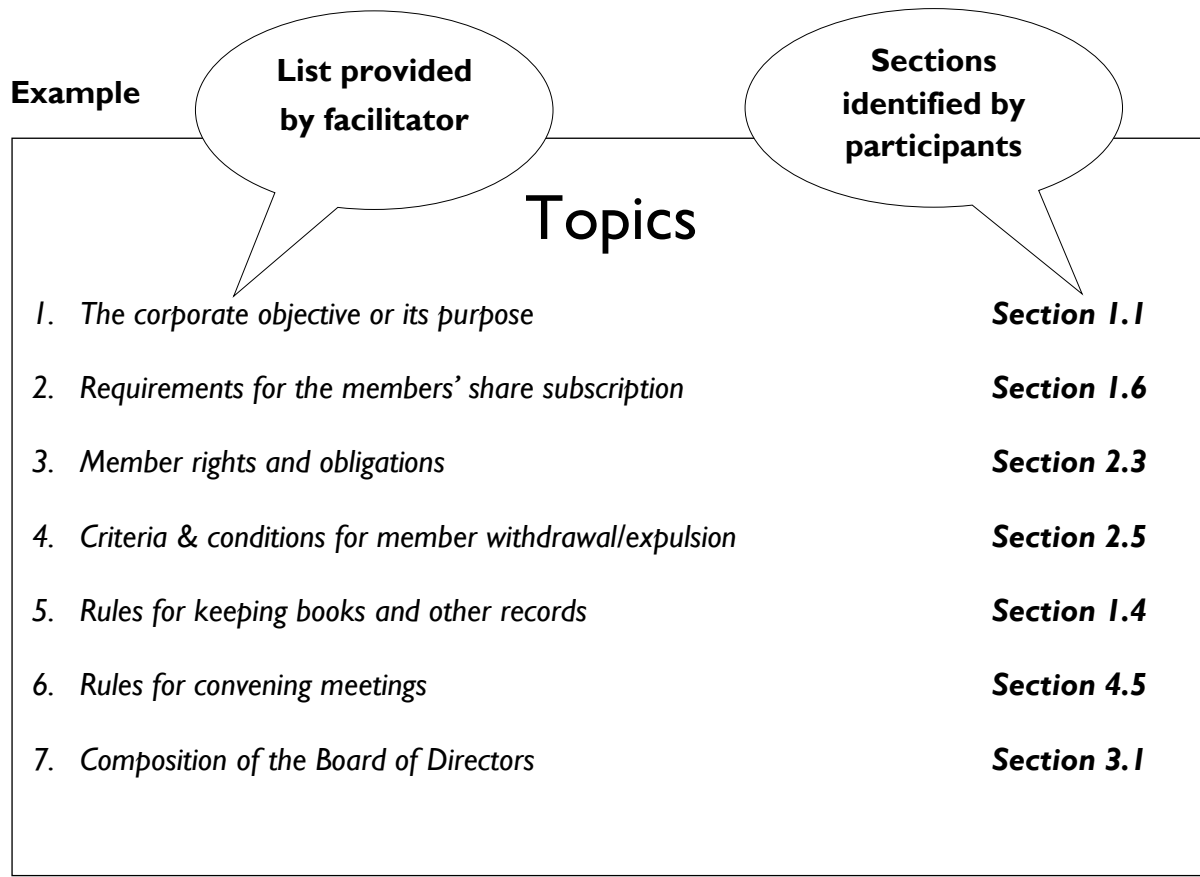 Example
List provided
by facilitator
Sections
identified by
participants
Topics
1. The corporate objective or its purpose Section 1.1
2. Requirements for the members’ share subscription Section 1.6
3. Member rights and obligations Section 2.3
4. Criteria & conditions for member withdrawal/expulsion Section 2.5
5. Rules for keeping books and other records Section 1.4
6. Rules for convening meetings Section 4.5
7. Composition of the Board of Directors Section 3.1